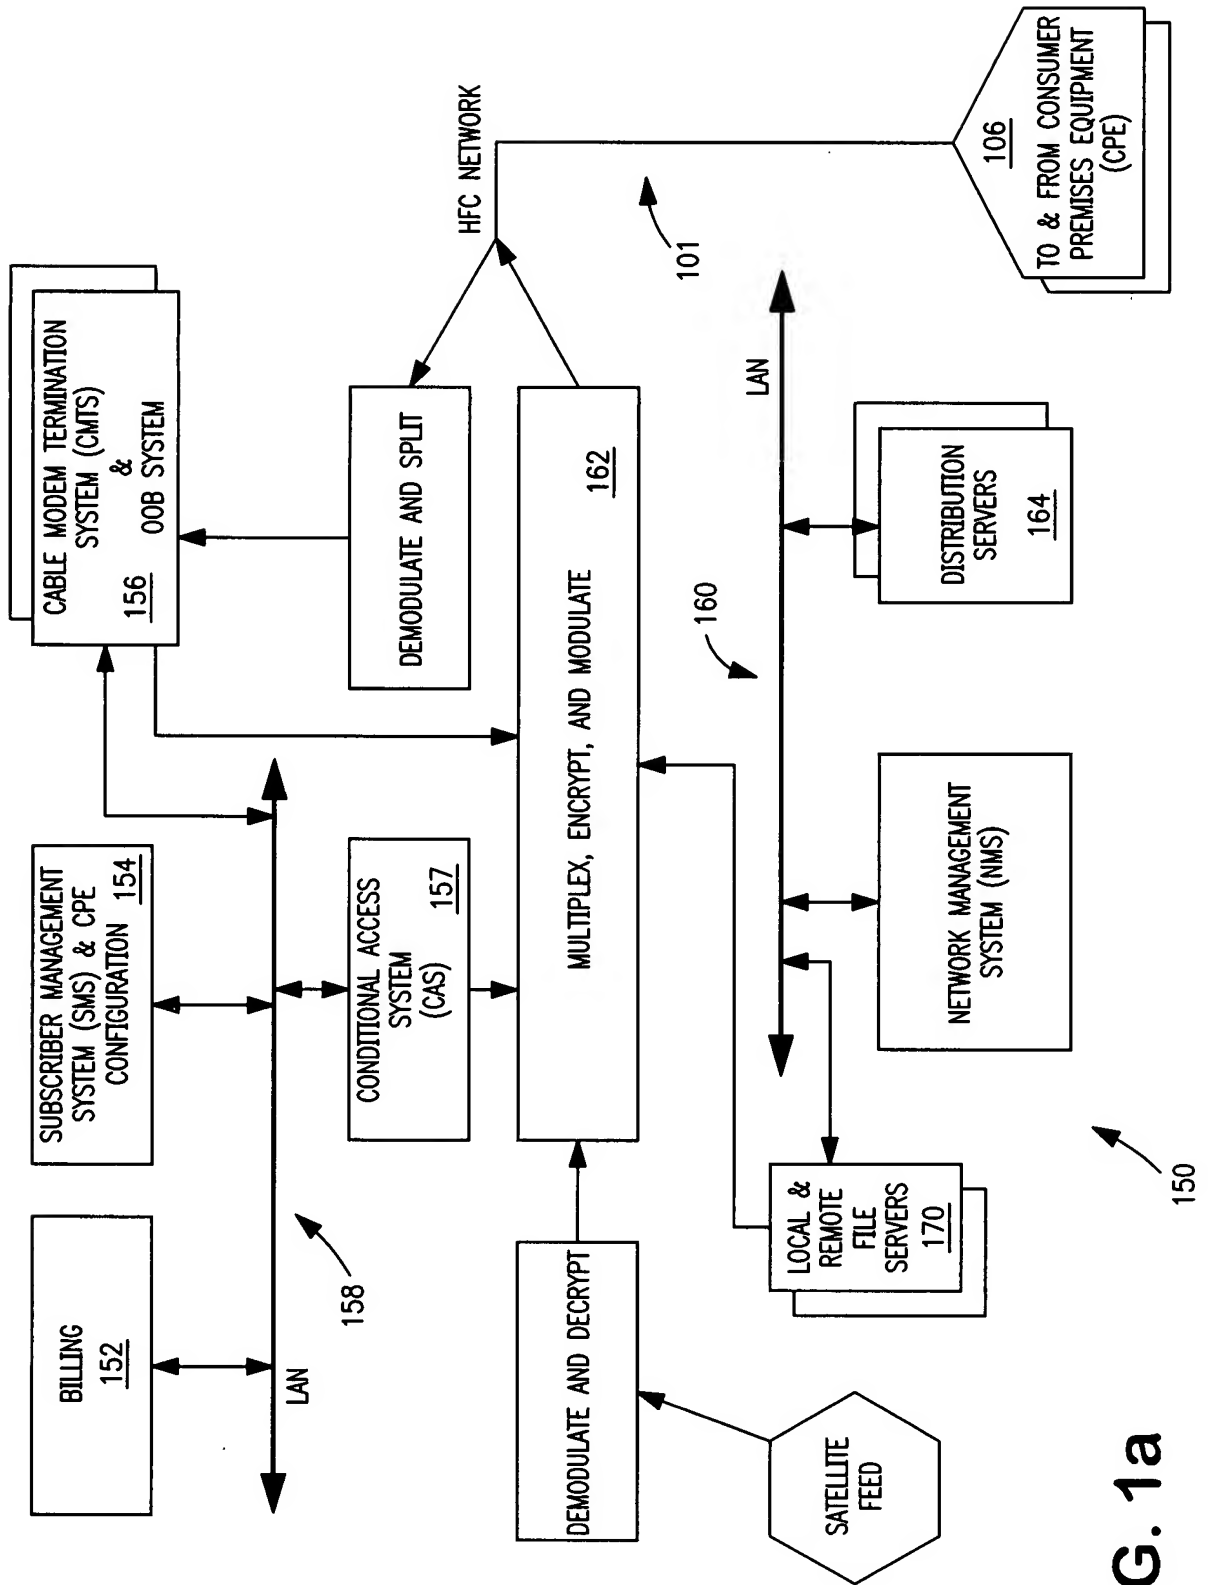 BILLING
152
SUBSCRIBER MANAGEMENT
SYSTEM (SMS) & CPE
CONFIGURATION
154
CABLE MODEM TERMINATION
SYSTEM (CMTS)
&
OOB SYSTEM
156
LAN
158
CONDITIONAL ACCESS
SYSTEM
(CAS)
157
DEMODULATE AND SPLIT
HFC NETWORK
DEMODULATE AND DECRYPT
MULTIPLEX, ENCRYPT, AND MODULATE
162
101
SATELLITE
FEED
LOCAL &
REMOTE
FILE
SERVERS
170
160
LAN
NETWORK MANAGEMENT
SYSTEM (NMS)
DISTRIBUTION
SERVERS
164
106
TO & FROM CONSUMER
PREMISES EQUIPMENT
(CPE)
150
G. 1a